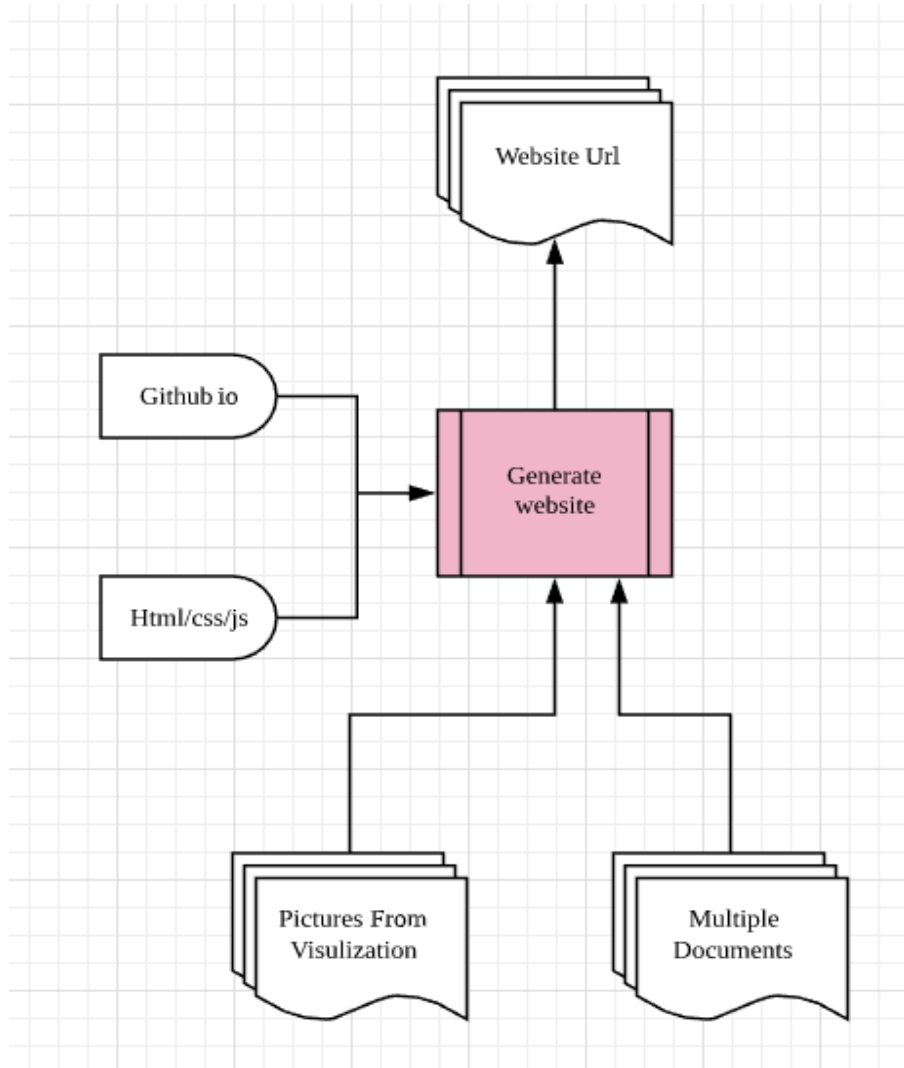 Website Url
Github io
Generate
website
Html/css/js
Pictures From
Visulization
Multiple
Documents